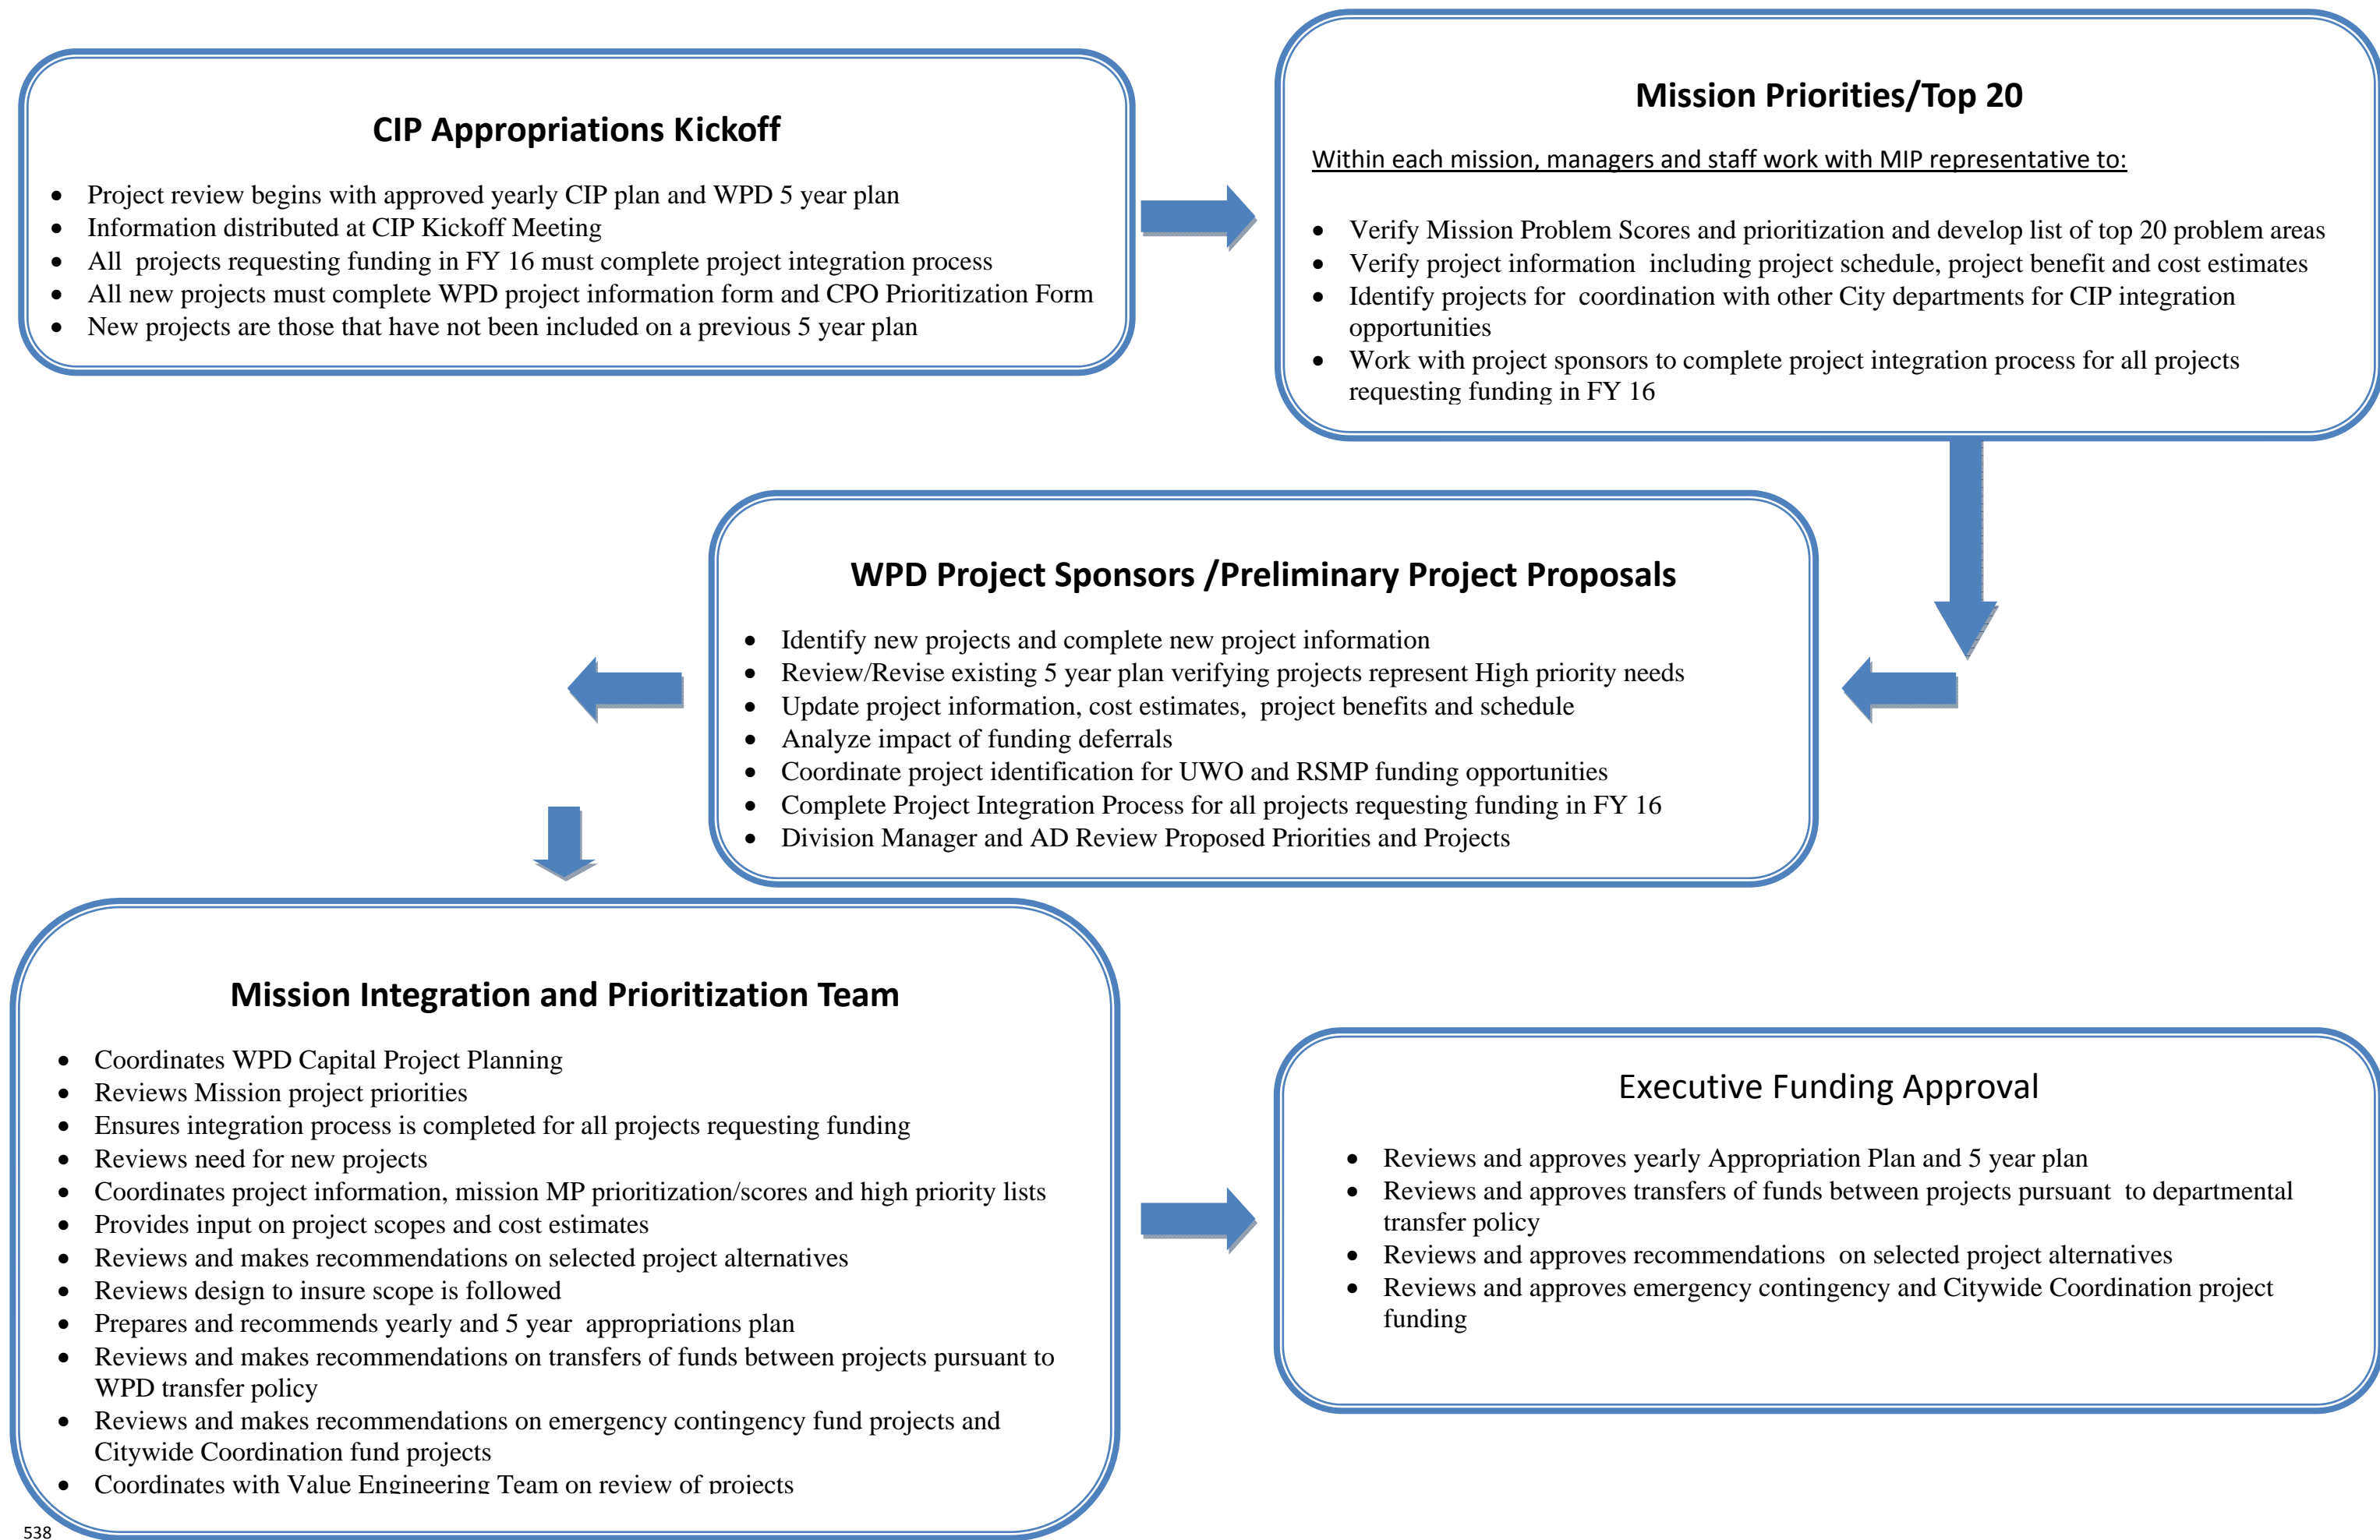 CIP Appropriations Kickoff
• Project review begins with approved yearly CIP plan and WPD 5 year plan
• Information distributed at CIP Kickoff Meeting
• All projects requesting funding in FY 16 must complete project integration process
• All new projects must complete WPD project information form and CPO Prioritization Form
• New projects are those that have not been included on a previous 5 year plan
Mission Priorities/Top 20
Within each mission, managers and staff work with MIP representative to:
• Verify Mission Problem Scores and prioritization and develop list of top 20 problem areas
• Verify project information including project schedule, project benefit and cost estimates
• Identify projects for coordination with other City departments for CIP integration
opportunities
• Work with project sponsors to complete project integration process for all projects
requesting funding in FY 16
WPD Project Sponsors /Preliminary Project Proposals
• Identify new projects and complete new project information
• Review/Revise existing 5 year plan verifying projects represent High priority needs
• Update project information, cost estimates, project benefits and schedule
• Analyze impact of funding deferrals
• Coordinate project identification for UWO and RSMP funding opportunities
• Complete Project Integration Process for all projects requesting funding in FY 16
• Division Manager and AD Review Proposed Priorities and Projects
Mission Integration and Prioritization Team
• Coordinates WPD Capital Project Planning
• Reviews Mission project priorities
• Ensures integration process is completed for all projects requesting funding
• Reviews need for new projects
• Coordinates project information, mission MP prioritization/scores and high priority lists
• Provides input on project scopes and cost estimates
• Reviews and makes recommendations on selected project alternatives
• Reviews design to insure scope is followed
• Prepares and recommends yearly and 5 year appropriations plan
• Reviews and makes recommendations on transfers of funds between projects pursuant to
WPD transfer policy
• Reviews and makes recommendations on emergency contingency fund projects and
Citywide Coordination fund projects
• Coordinates with Value Engineering Team on review of projects
Executive Funding Approval
• Reviews and approves yearly Appropriation Plan and 5 year plan
• Reviews and approves transfers of funds between projects pursuant to departmental
transfer policy
• Reviews and approves recommendations on selected project alternatives
• Reviews and approves emergency contingency and Citywide Coordination project
funding
538